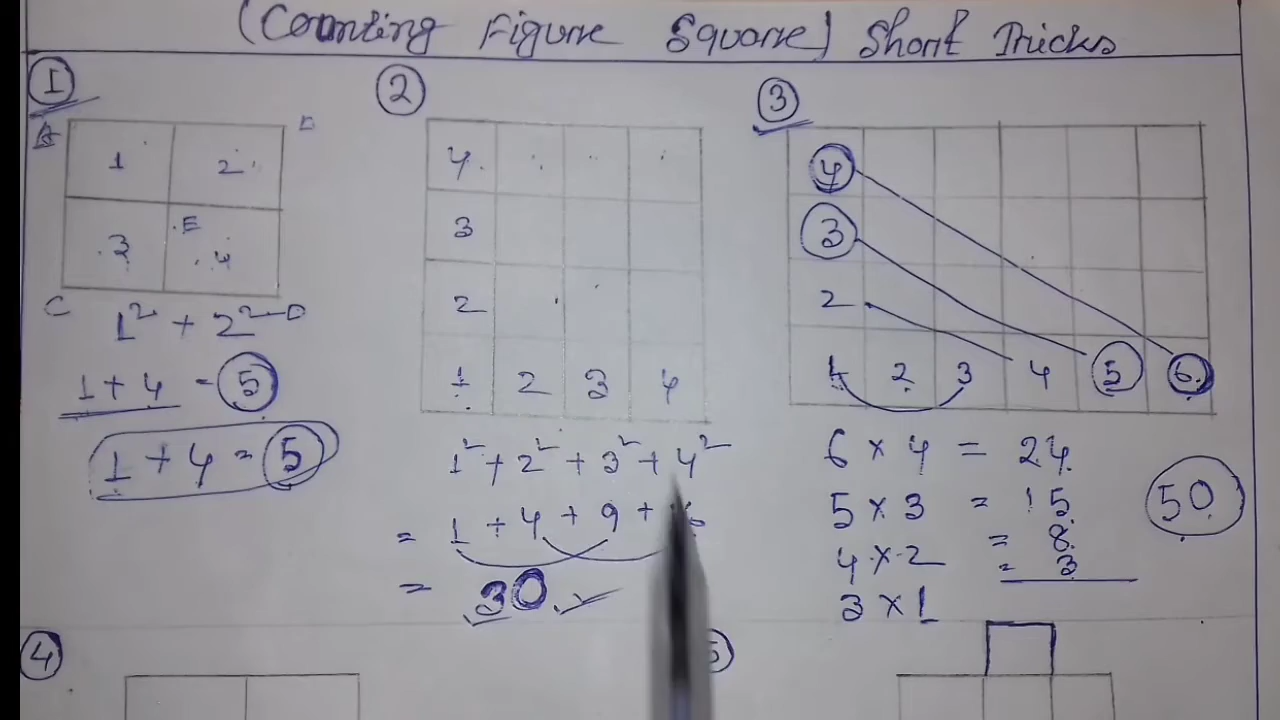 (Counting Figure Square) Short Tricks
1
A
1 2
3 E 4
C D
1² + 2²
1 + 4 = 5
1 + 4 = 5
2
4
3
2
1 2 3 4
1² + 2² + 3² + 4²
= 1 + 4 + 9 +
= 30
3
4
3
2
1 2 3 4 5 6
6 × 4 = 24
5 × 3 = 15
4 × 2 = 8
3 × 1 = 3
50
4
5